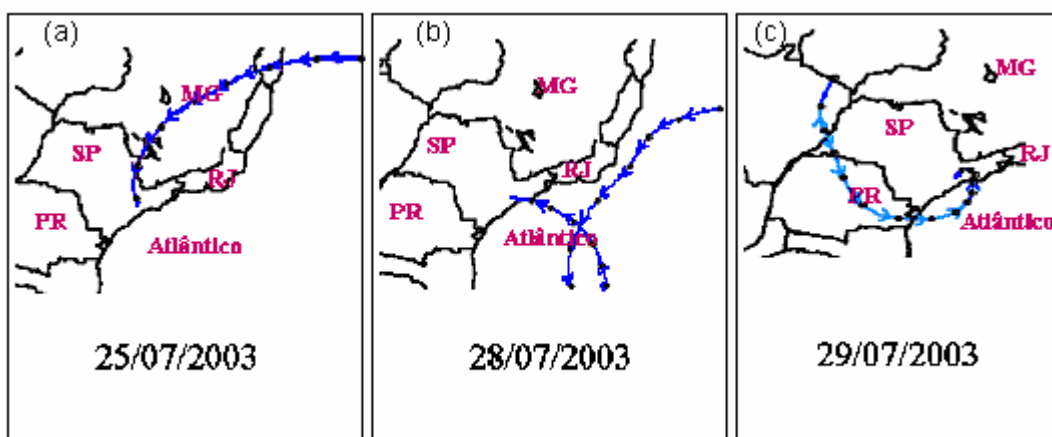 (a)
MG
SP
RJ
PR
Atlântico
25/07/2003
(b)
MG
SP
RJ
PR
Atlântico
28/07/2003
(c)
MG
SP
RJ
PR
Atlântico
29/07/2003